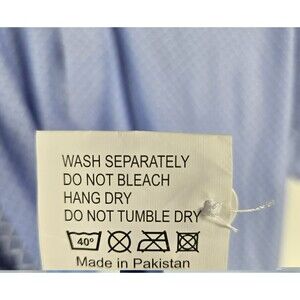 WASH SEPARATELY
DO NOT BLEACH
HANG DRY
DO NOT TUMBLE DRY
40°
Made in Pakistan